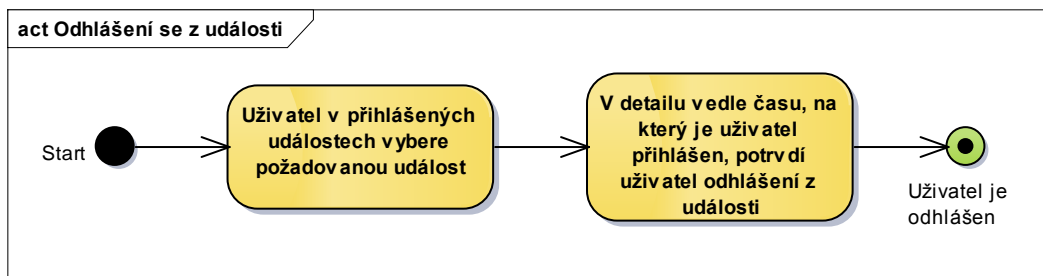 act Odhlášení se z události
Start
Uživatel v přihlášených
událostech vybere
požadovanou událost
V detailu vedle času, na
který je uživatel
přihlášen, potrvdí
uživatel odhlášení z
události
Uživatel je
odhlášen